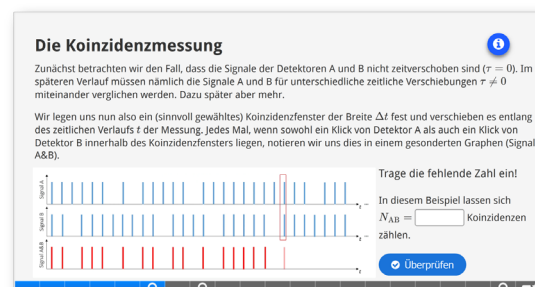 Die Koinzidenzmessung
Zunächst betrachten wir den Fall, dass die Signale der Detektoren A und B nicht zeitverschoben sind (τ = 0). Im
späteren Verlauf müssen nämlich die Signale A und B für unterschiedliche zeitliche Verschiebungen τ ≠ 0
miteinander verglichen werden. Dazu später aber mehr.
Wir legen uns nun also ein (sinnvoll gewähltes) Koinzidenzfenster der Breite Δt fest und verschieben es entlang
des zeitlichen Verlaufs t der Messung. Jedes Mal, wenn sowohl ein Klick von Detektor A als auch ein Klick von
Detektor B innerhalb des Koinzidenzfensters liegen, notieren wir uns dies in einem gesonderten Graphen (Signal
A&B).
Signal A
t
Signal B
t
Signal A&B
t
Trage die fehlende Zahl ein!
In diesem Beispiel lassen sich
N_AB = Koinzidenzen
zählen.
Überprüfen